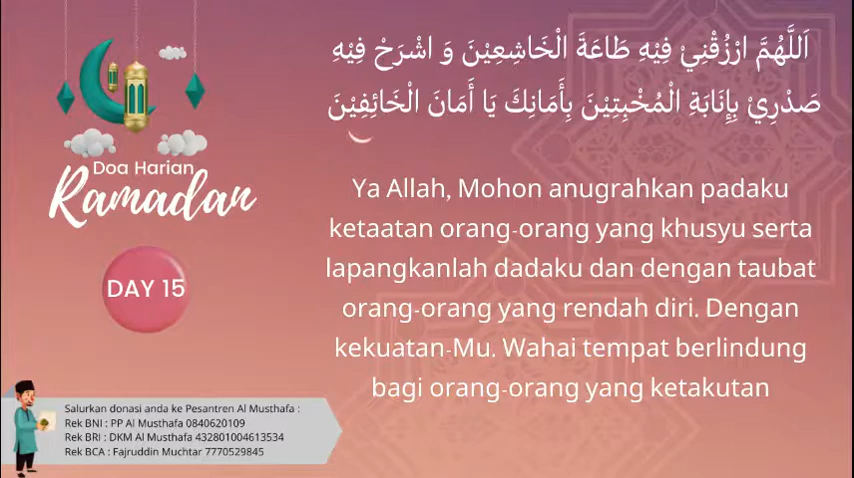 اَللَّهُمَّ ارْزُقْنِيْ فِيْهِ طَاعَةَ الْخَاشِعِيْنَ وَ اشْرَحْ فِيْهِ
صَدْرِيْ بِإِنَابَةِ الْمُخْبِتِيْنَ بِأَمَانِكَ يَا أَمَانَ الْخَائِفِيْنَ
Doa Harian
Ramadan
DAY 15
Ya Allah, Mohon anugrahkan padaku
ketaatan orang-orang yang khusyu serta
lapangkanlah dadaku dan dengan taubat
orang-orang yang rendah diri. Dengan
kekuatan-Mu. Wahai tempat berlindung
bagi orang-orang yang ketakutan
Salurkan donasi anda ke Pesantren Al Musthafa :
Rek BNI : PP Al Musthafa 0840620109
Rek BRI : DKM Al Musthafa 432801004613534
Rek BCA : Fajruddin Muchtar 7770529845